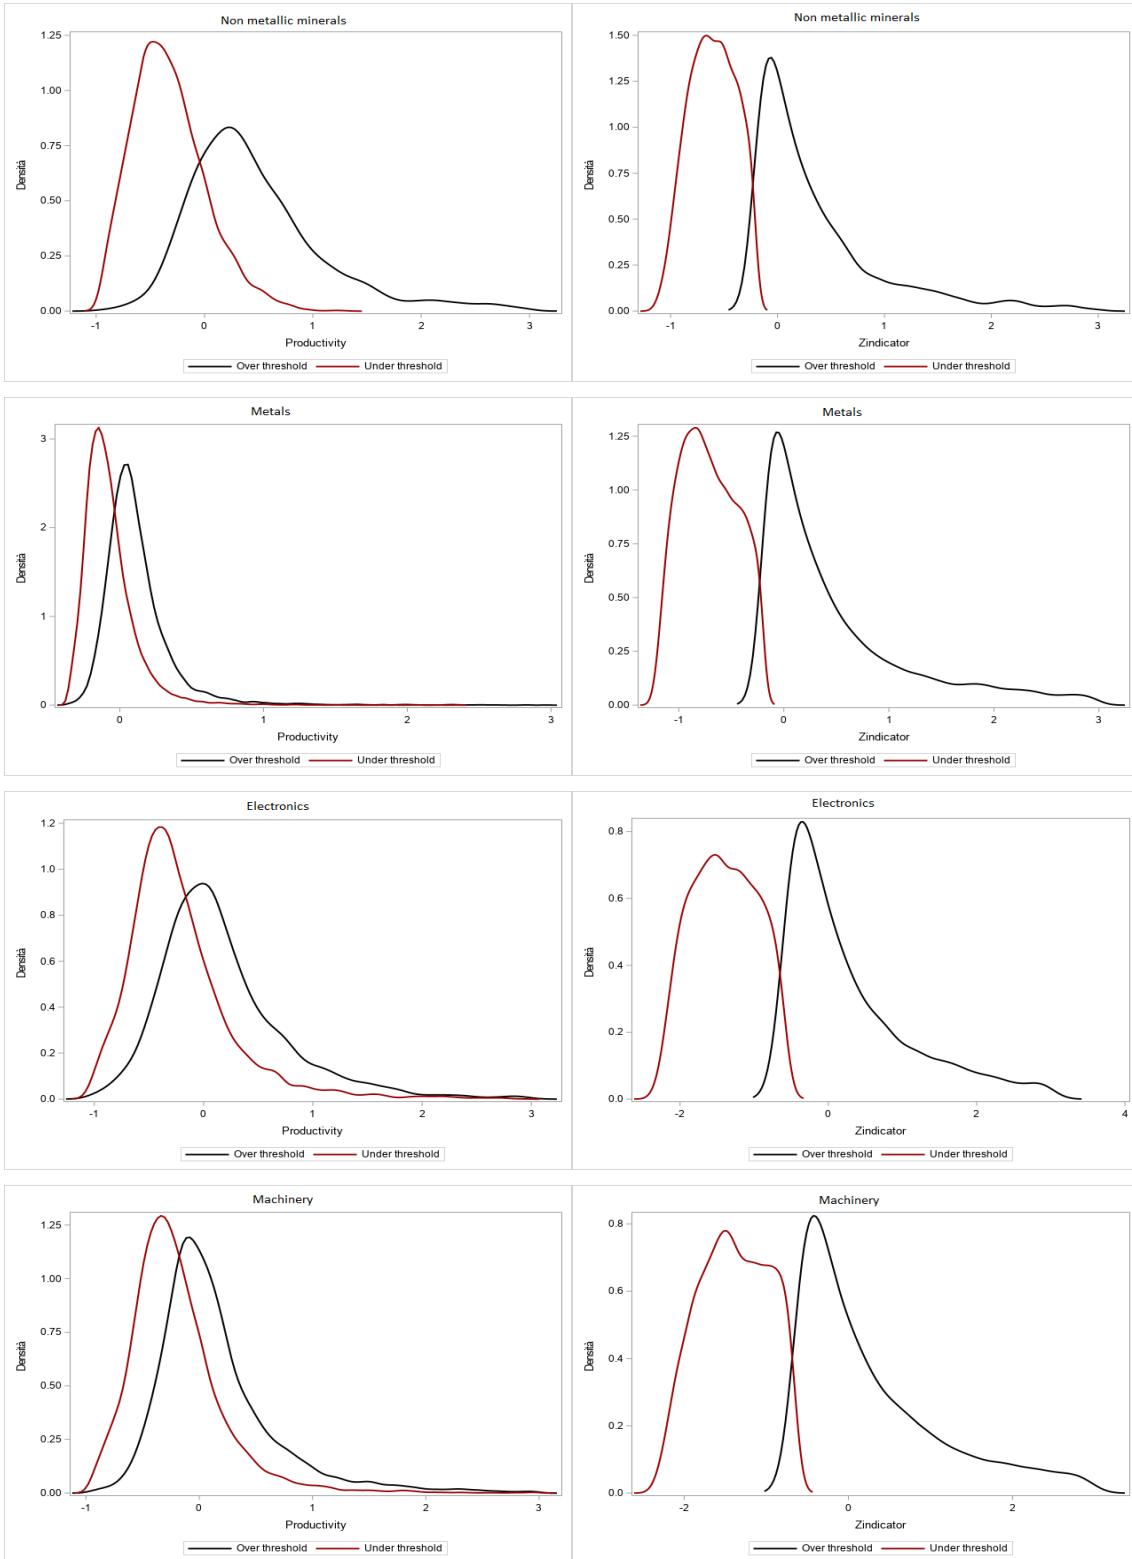 Non metallic minerals
1.25
1.00
0.75
0.50
0.25
0.00
Densità
-1 0 1 2 3
Productivity
Over threshold Under threshold
Non metallic minerals
1.50
1.25
1.00
0.75
0.50
0.25
0.00
Densità
-1 0 1 2 3
Zindicator
Over threshold Under threshold
Metals
3
2
1
0
Densità
0 1 2 3
Productivity
Over threshold Under threshold
Metals
1.25
1.00
0.75
0.50
0.25
0.00
Densità
-1 0 1 2 3
Zindicator
Over threshold Under threshold
Electronics
1.2
1.0
0.8
0.6
0.4
0.2
0.0
Densità
-1 0 1 2 3
Productivity
Over threshold Under threshold
Electronics
0.8
0.6
0.4
0.2
0.0
Densità
-2 0 2 4
Zindicator
Over threshold Under threshold
Machinery
1.25
1.00
0.75
0.50
0.25
0.00
Densità
-1 0 1 2 3
Productivity
Over threshold Under threshold
Machinery
0.8
0.6
0.4
0.2
0.0
Densità
-2 0 2
Zindicator
Over threshold Under threshold